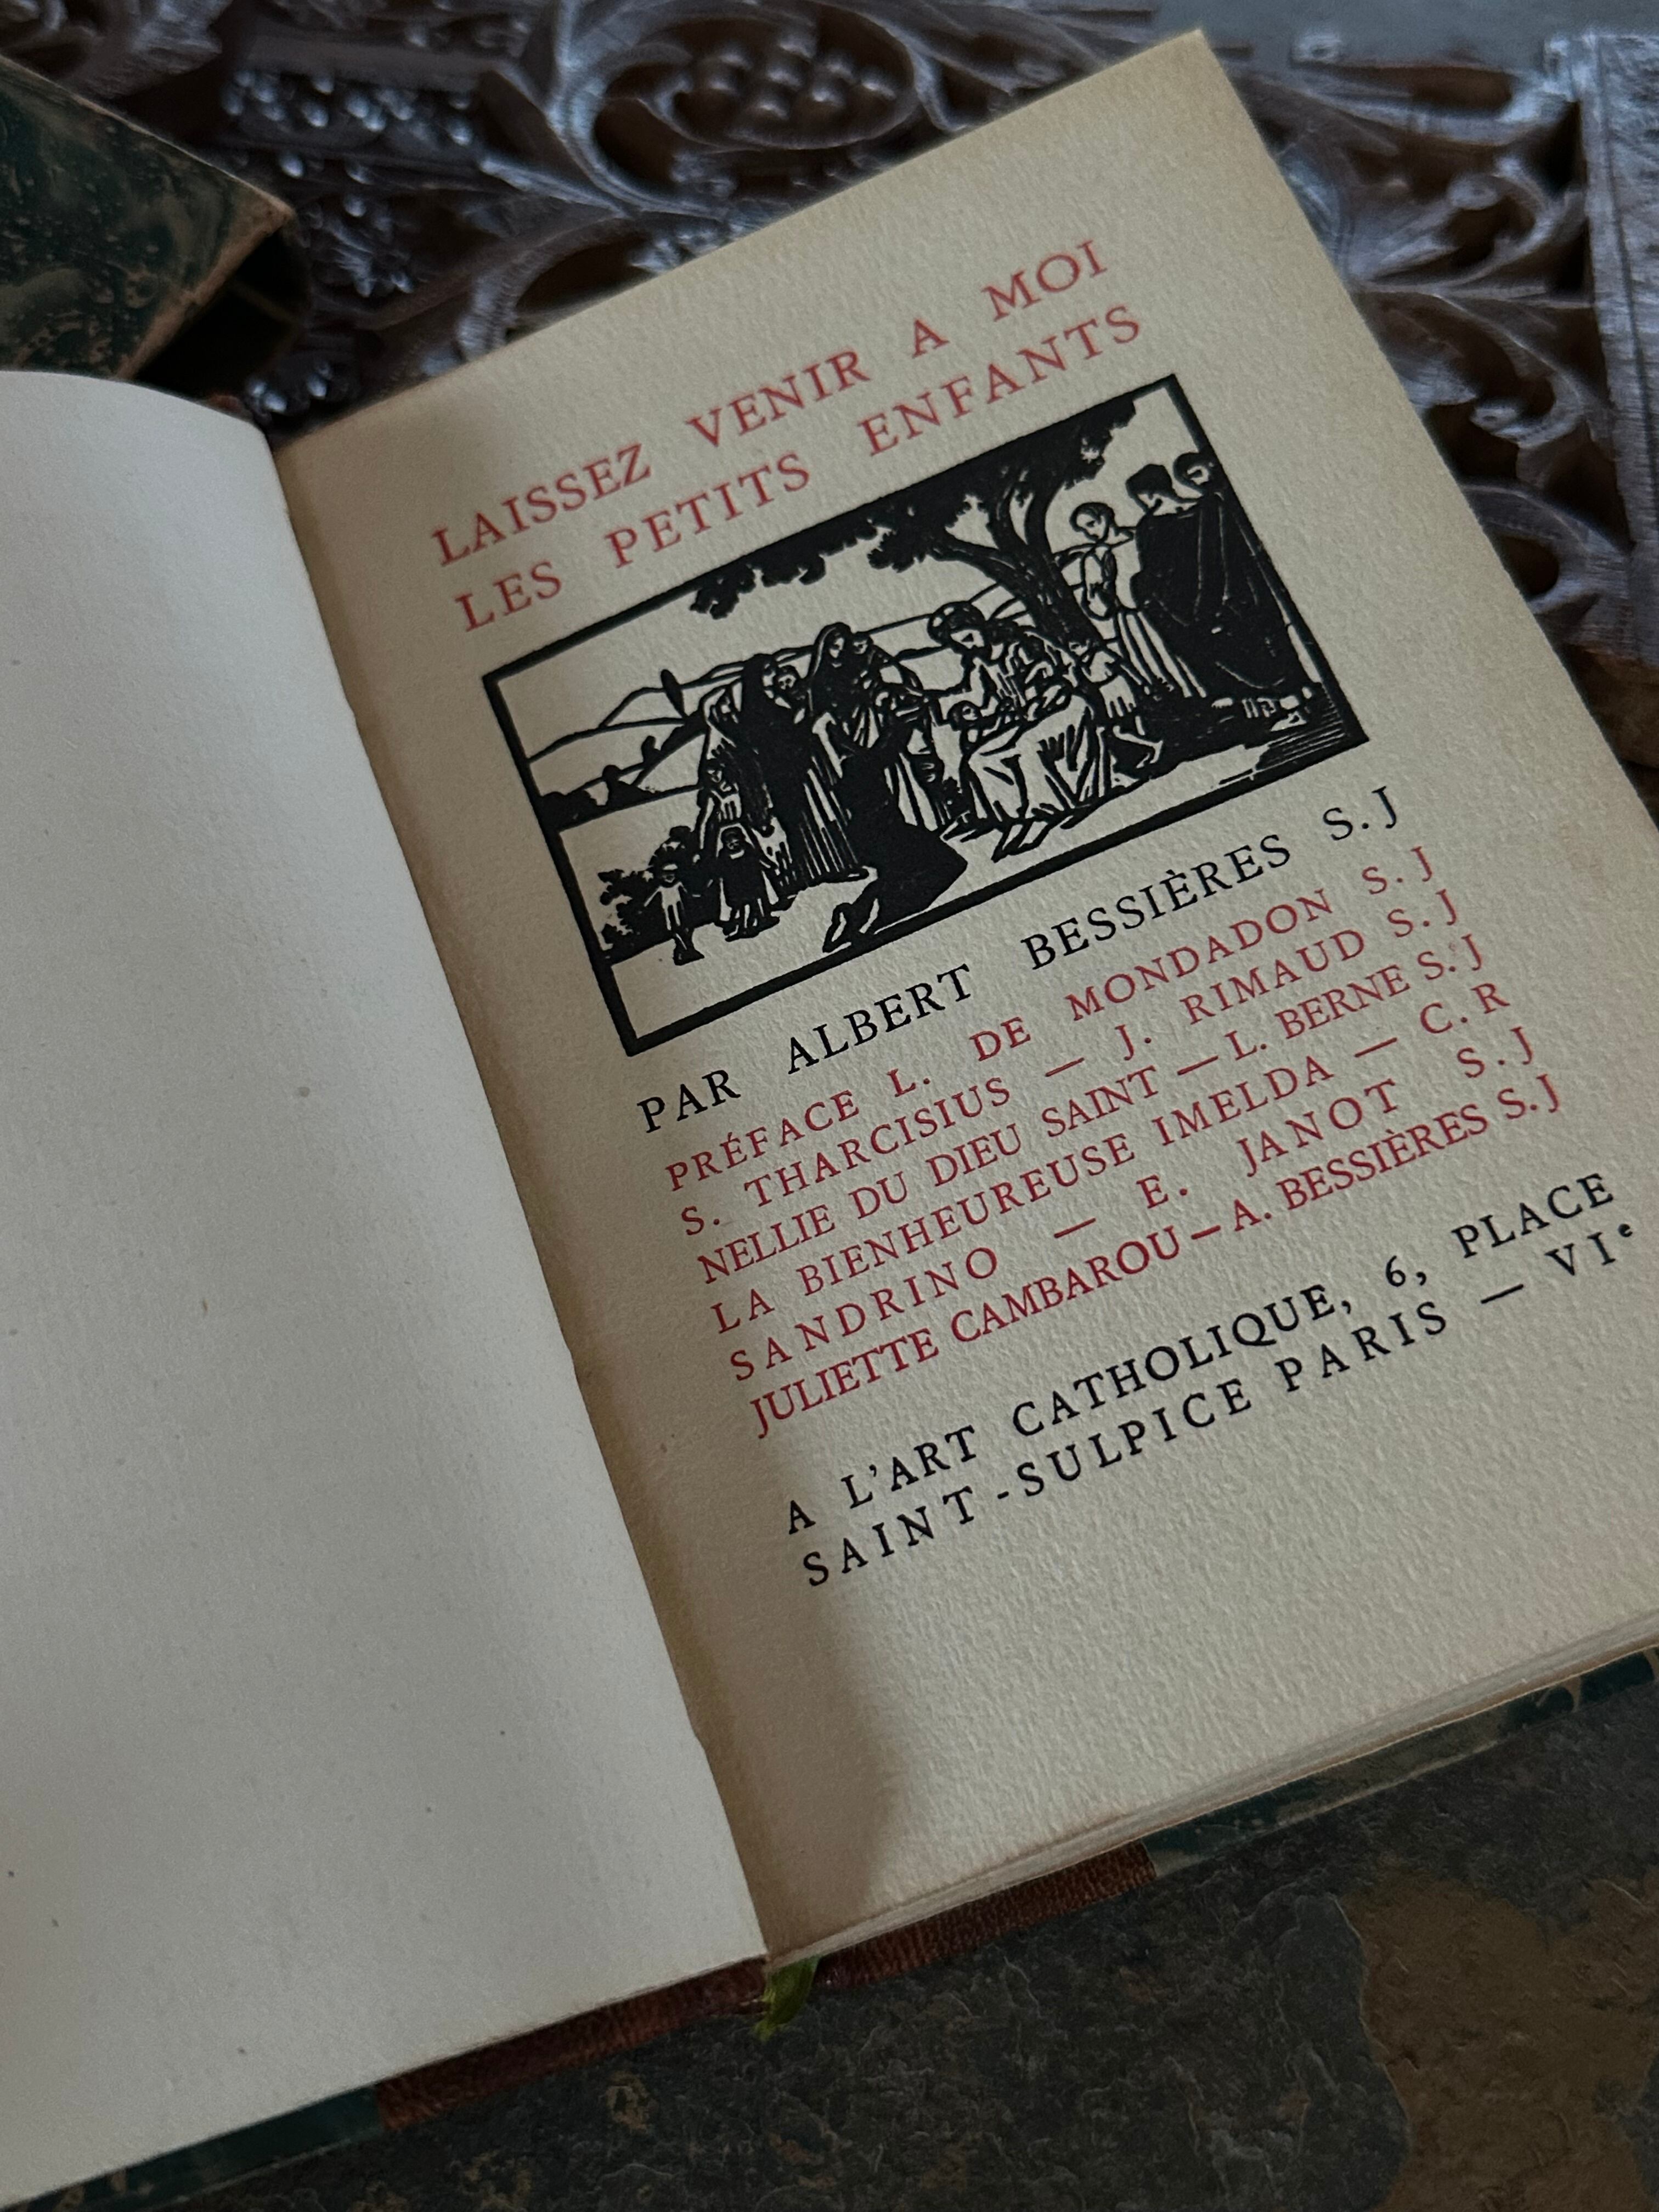 LAISSEZ VENIR A MOI
LES PETITS ENFANTS
PAR ALBERT BESSIÈRES S.J
PRÉFACE L. DE MONDADON S.J
S. THARCISIUS — J. RIMAUD S.J
NELLIE DU DIEU SAINT — L. BERNE S.J
LA BIENHEUREUSE IMELDA — C.R
SANDRINO — E. JANOT S.J
JULIETTE CAMBAROU — A. BESSIÈRES S.J
A L'ART CATHOLIQUE, 6, PLACE
SAINT-SULPICE PARIS — VIe